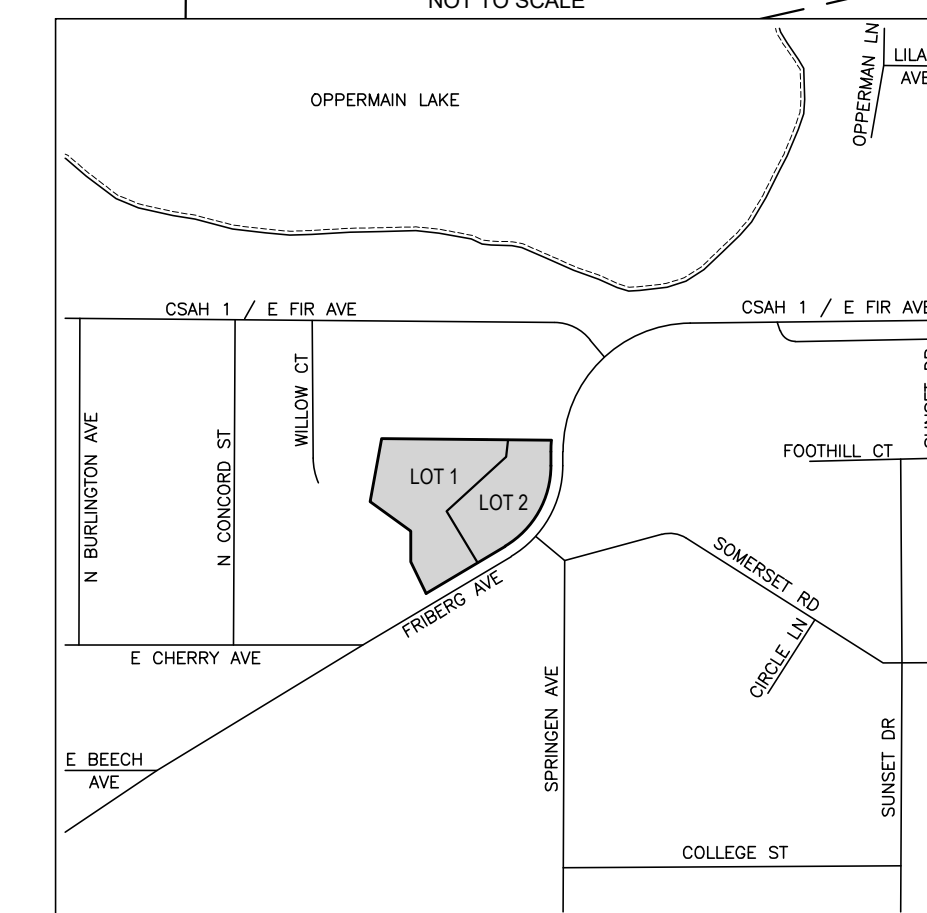 NOT TO SCALE
OPPERMAN LN
LILA
AVE
OPPERMAIN LAKE
CSAH 1 / E FIR AVE
CSAH 1 / E FIR AVE
WILLOW CT
N BURLINGTON AVE
N CONCORD ST
FOOTHILL CT
LOT 1
LOT 2
SOMERSET RD
FRIBERG AVE
CIRCLE LN
E CHERRY AVE
SPRINGEN AVE
E BEECH
AVE
SUNSET DR
COLLEGE ST